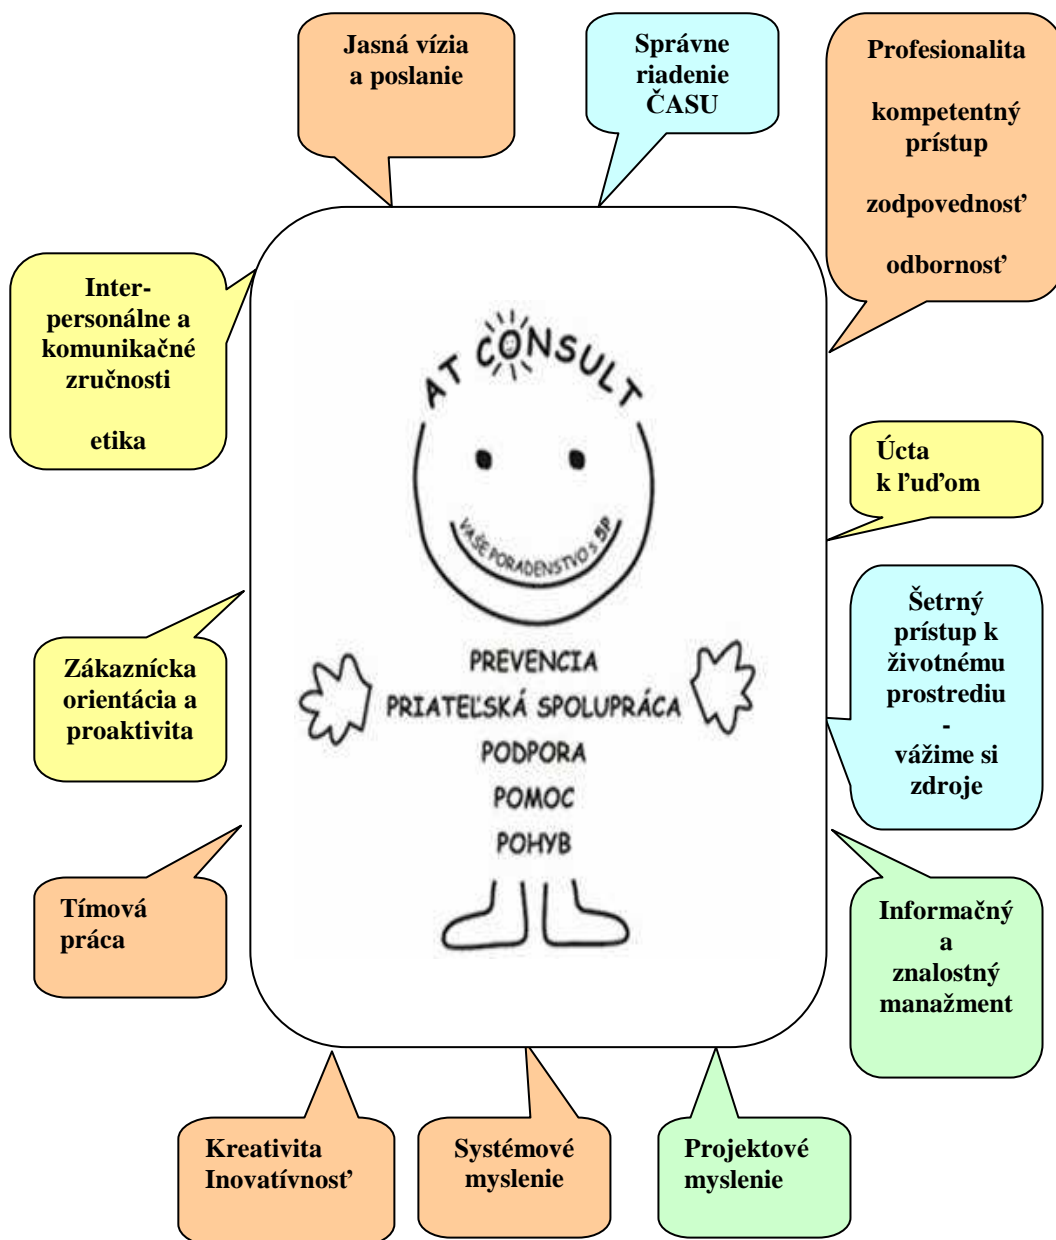 Jasná vízia
a poslanie
Správne
riadenie
ČASU
Profesionalita
kompetentný
prístup
zodpovednosť
odbornosť
Inter-
personálne a
komunikačné
zručnosti
etika
AT CONSULT
VAŠE PORADENSTVO S 5P
PREVENCIA
PRIATEĽSKÁ SPOLUPRÁCA
PODPORA
POMOC
POHYB
Úcta
k ľuďom
Zákaznícka
orientácia a
proaktivita
Šetrný
prístup k
životnému
prostrediu
-
vážime si
zdroje
Tímová
práca
Informačný
a
znalostný
manažment
Kreativita
Inovatívnosť
Systémové
myslenie
Projektové
myslenie